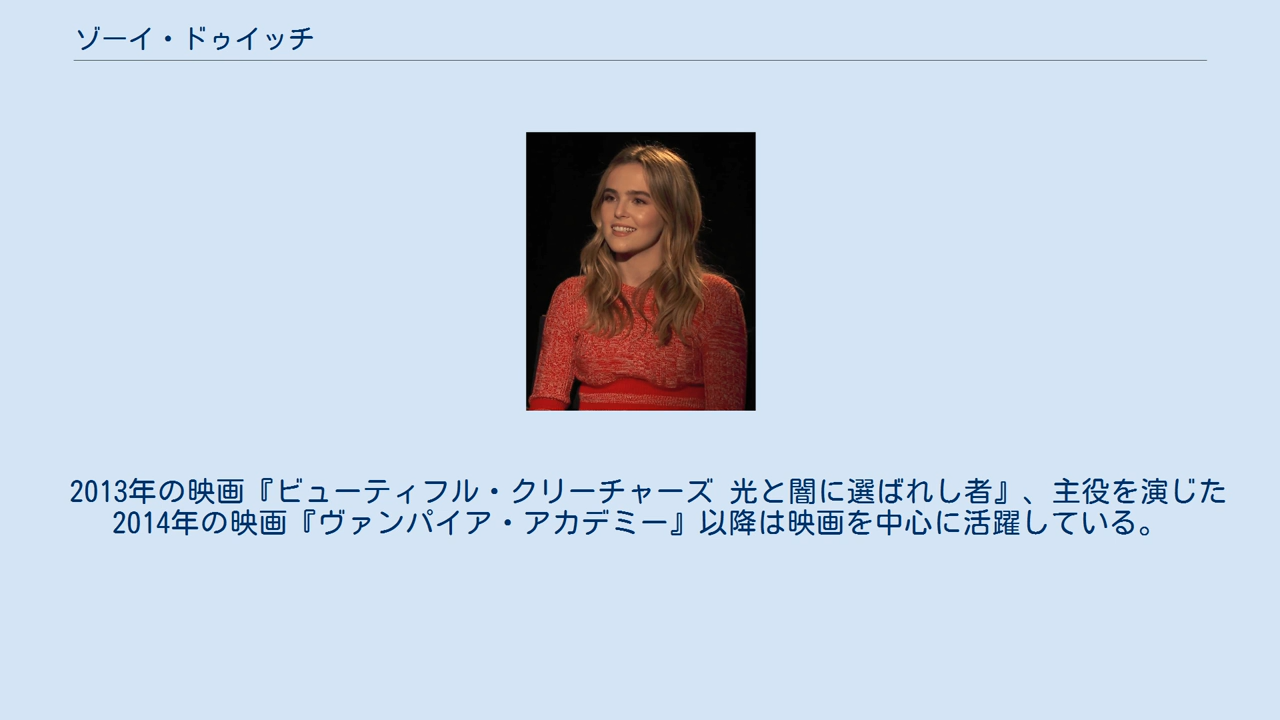 ゾーイ・ドゥイッチ
2013年の映画『ビューティフル・クリーチャーズ 光と闇に選ばれし者』、主役を演じた
2014年の映画『ヴァンパイア・アカデミー』以降は映画を中心に活躍している。